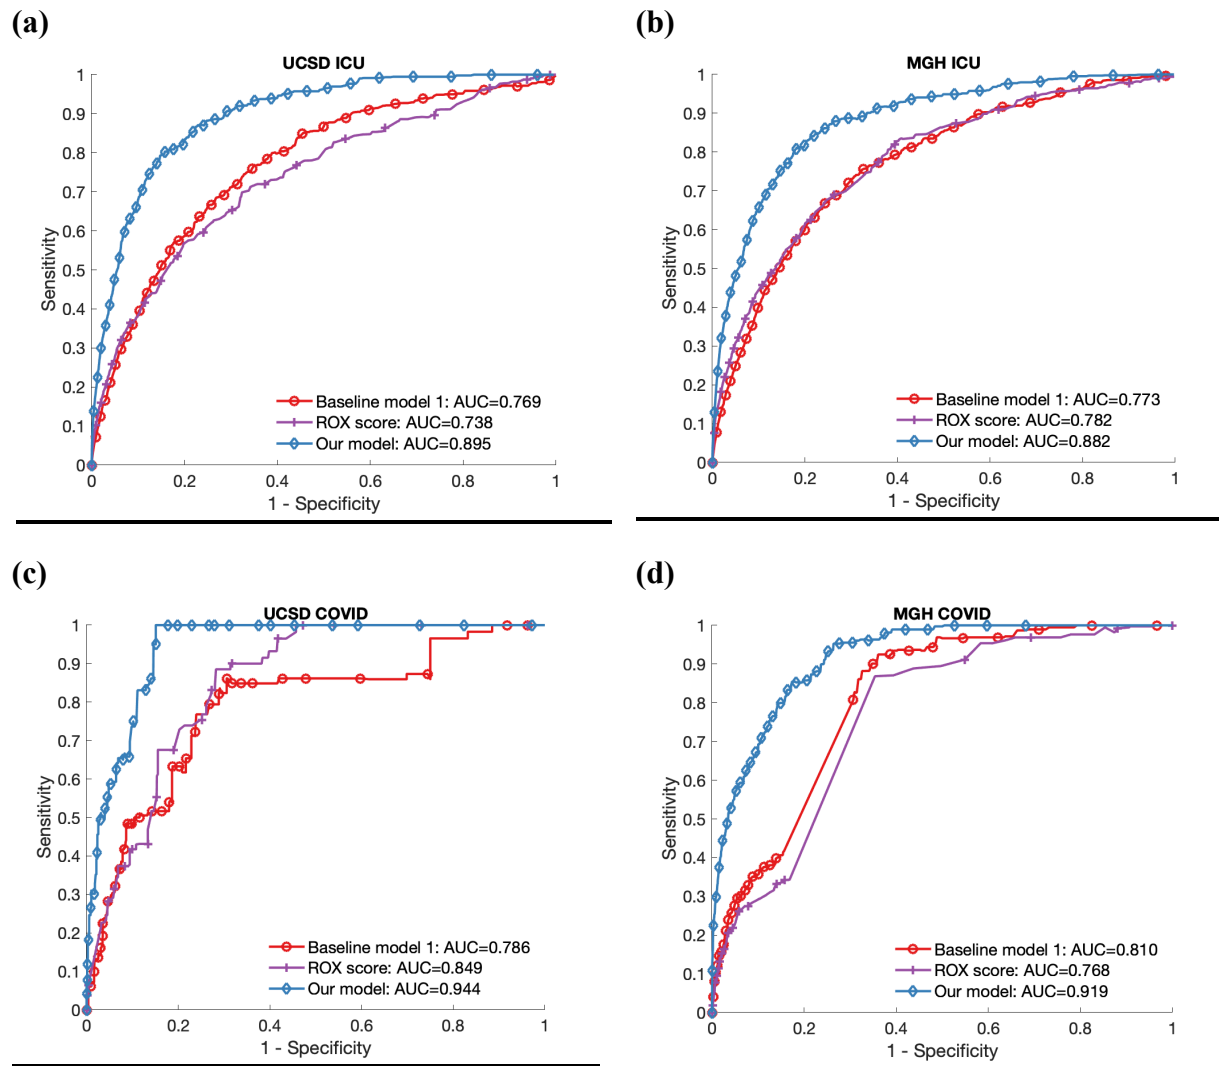 (a)
UCSD ICU
1
0.9
0.8
0.7
0.6
0.5
0.4
0.3
0.2
0.1
0
Sensitivity
Baseline model 1: AUC=0.769
ROX score: AUC=0.738
Our model: AUC=0.895
0 0.2 0.4 0.6 0.8 1
1 - Specificity
(b)
MGH ICU
1
0.9
0.8
0.7
0.6
0.5
0.4
0.3
0.2
0.1
0
Sensitivity
Baseline model 1: AUC=0.773
ROX score: AUC=0.782
Our model: AUC=0.882
0 0.2 0.4 0.6 0.8 1
1 - Specificity
(c)
UCSD COVID
1
0.9
0.8
0.7
0.6
0.5
0.4
0.3
0.2
0.1
0
Sensitivity
Baseline model 1: AUC=0.786
ROX score: AUC=0.849
Our model: AUC=0.944
0 0.2 0.4 0.6 0.8 1
1 - Specificity
(d)
MGH COVID
1
0.9
0.8
0.7
0.6
0.5
0.4
0.3
0.2
0.1
0
Sensitivity
Baseline model 1: AUC=0.810
ROX score: AUC=0.768
Our model: AUC=0.919
0 0.2 0.4 0.6 0.8 1
1 - Specificity